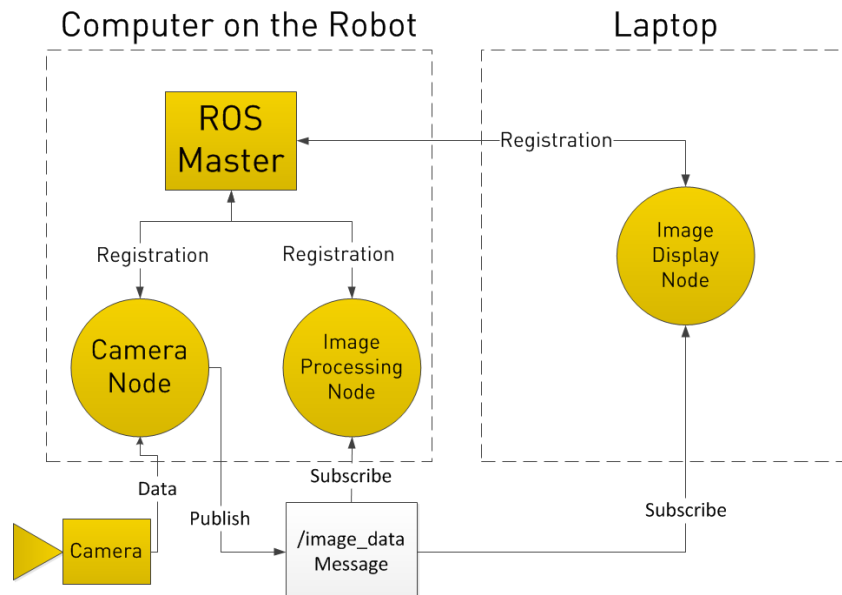 Computer on the Robot
Laptop
ROS
Master
Registration
Registration
Registration
Image
Display
Node
Camera
Node
Image
Processing
Node
Data
Subscribe
Publish
Subscribe
Camera
/image_data
Message